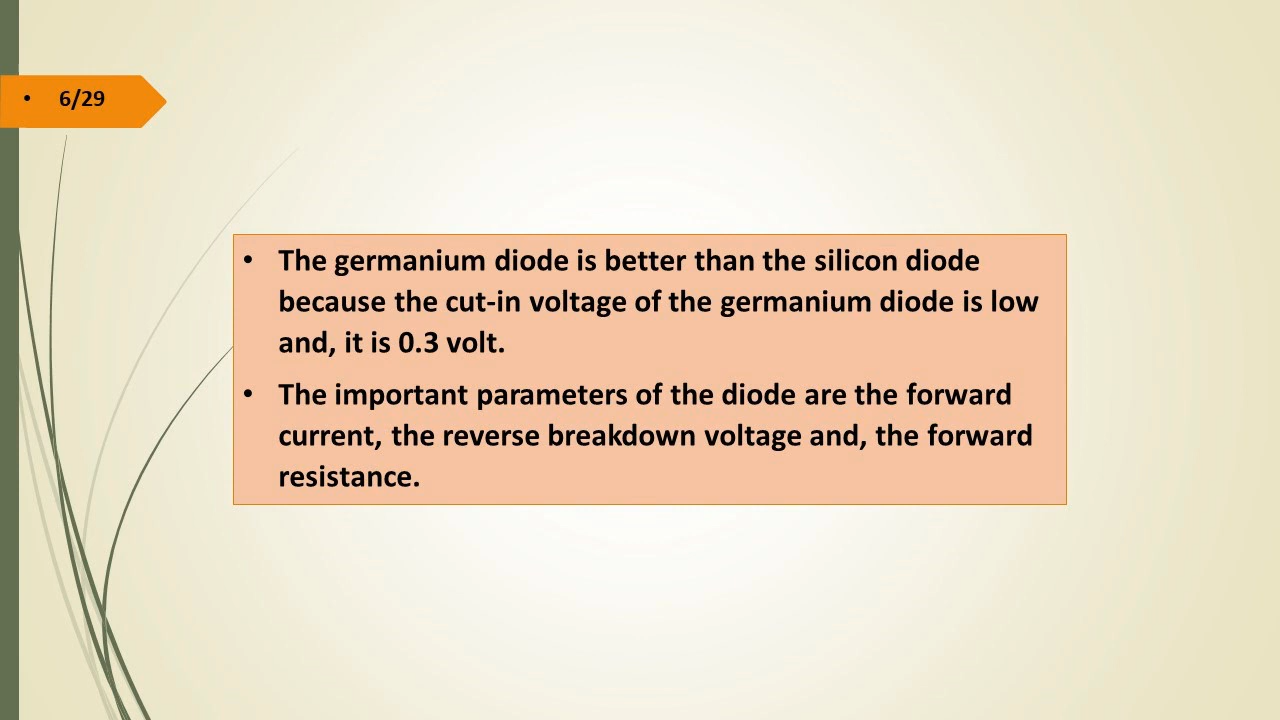 • 6/29
• The germanium diode is better than the silicon diode
because the cut-in voltage of the germanium diode is low
and, it is 0.3 volt.
• The important parameters of the diode are the forward
current, the reverse breakdown voltage and, the forward
resistance.